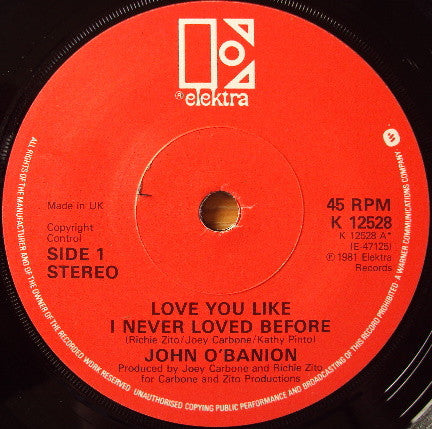 ® elektra
Made in UK
Copyright
Control
SIDE 1
STEREO
45 RPM
K 12528
K 12528 A*
(E-47125)
℗ 1981 Elektra
Records
LOVE YOU LIKE
I NEVER LOVED BEFORE
(Richie Zito/Joey Carbone/Kathy Pinto)
JOHN O'BANION
Produced by Joey Carbone and Richie Zito
for Carbone and Zito Productions
ALL RIGHTS OF THE MANUFACTURER AND OF THE OWNER OF THE RECORDED WORK RESERVED UNAUTHORISED COPYING PUBLIC PERFORMANCE AND BROADCASTING OF THIS RECORD PROHIBITED A WARNER COMMUNICATIONS COMPANY